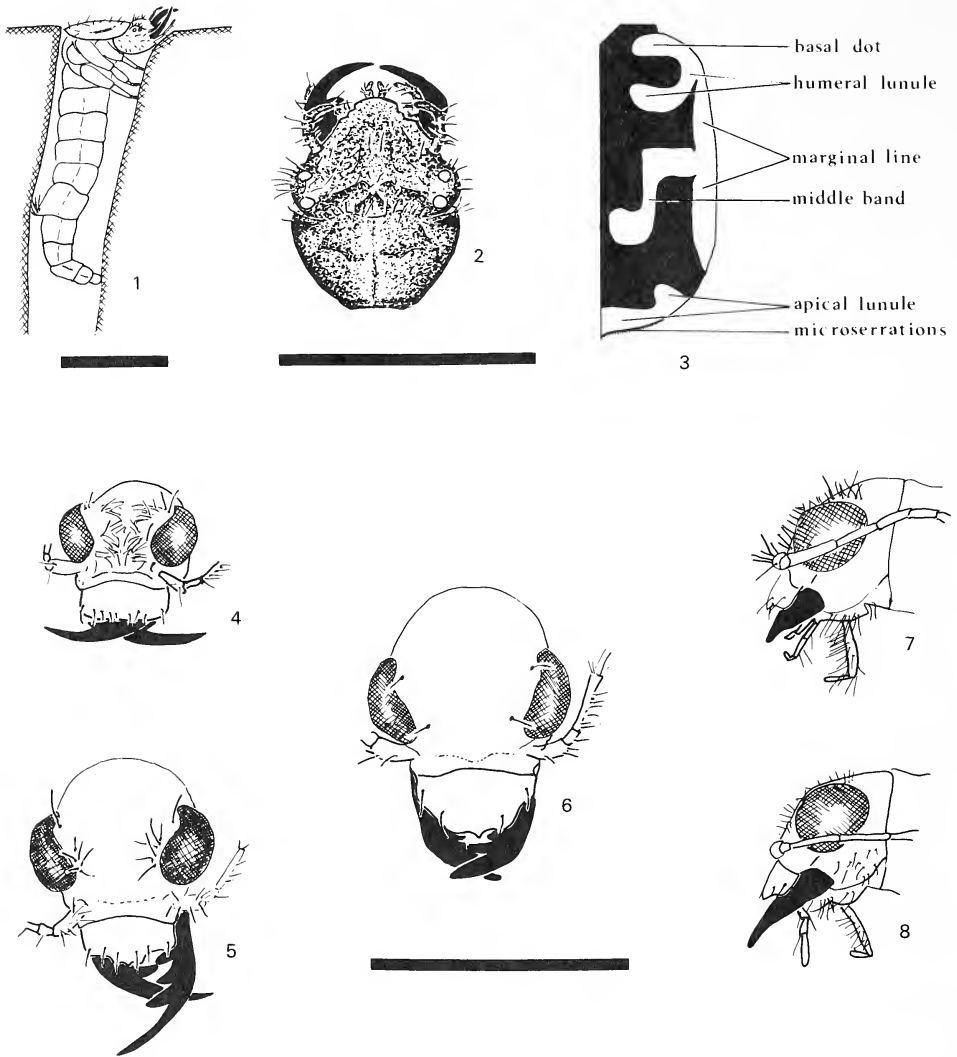 basal dot
humeral lunule
marginal line
middle band
apical lunule
microserrations
1
2
3
4
5
6
7
8